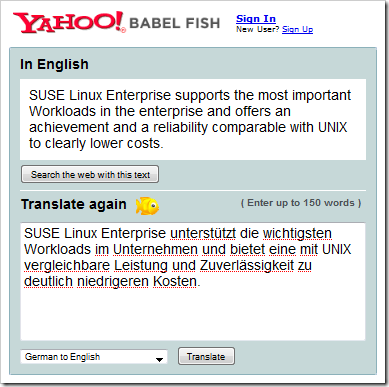 YAHOO! BABEL FISH
Sign In
New User? Sign Up
In English
SUSE Linux Enterprise supports the most important
Workloads in the enterprise and offers an
achievement and a reliability comparable with UNIX
to clearly lower costs.
Search the web with this text
Translate again
( Enter up to 150 words )
SUSE Linux Enterprise unterstützt die wichtigsten
Workloads im Unternehmen und bietet eine mit UNIX
vergleichbare Leistung und Zuverlässigkeit zu
deutlich niedrigeren Kosten.
German to English
Translate